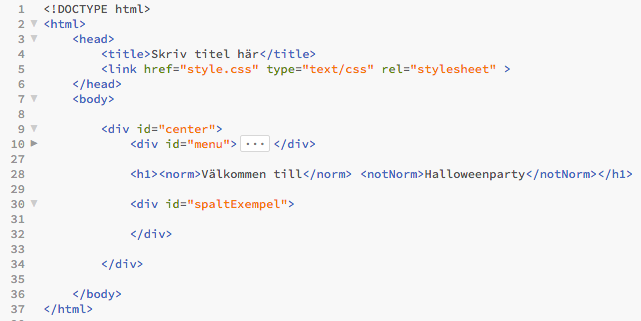 1 <!DOCTYPE html>
2 <html>
3 <head>
4 <title>Skriv titel här</title>
5 <link href="style.css" type="text/css" rel="stylesheet" >
6 </head>
7 <body>
8
9 <div id="center">
10 <div id="menu">...</div>
27
28 <h1><norm>Välkommen till</norm> <notNorm>Halloweenparty</notNorm></h1>
29
30 <div id="spaltExempel">
31
32 </div>
33
34 </div>
35
36 </body>
37 </html>